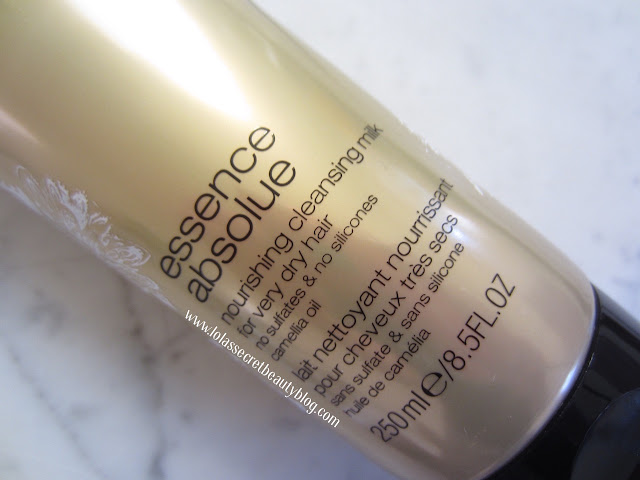 essence
absolue
nourishing cleansing milk
for very dry hair
no sulfates & no silicones
camellia oil
lait nettoyant nourrissant
pour cheveux très secs
sans sulfate & sans silicone
huile de camélia
250ml℮/8.5FL.OZ
www.lolassecretbeautyblog.com